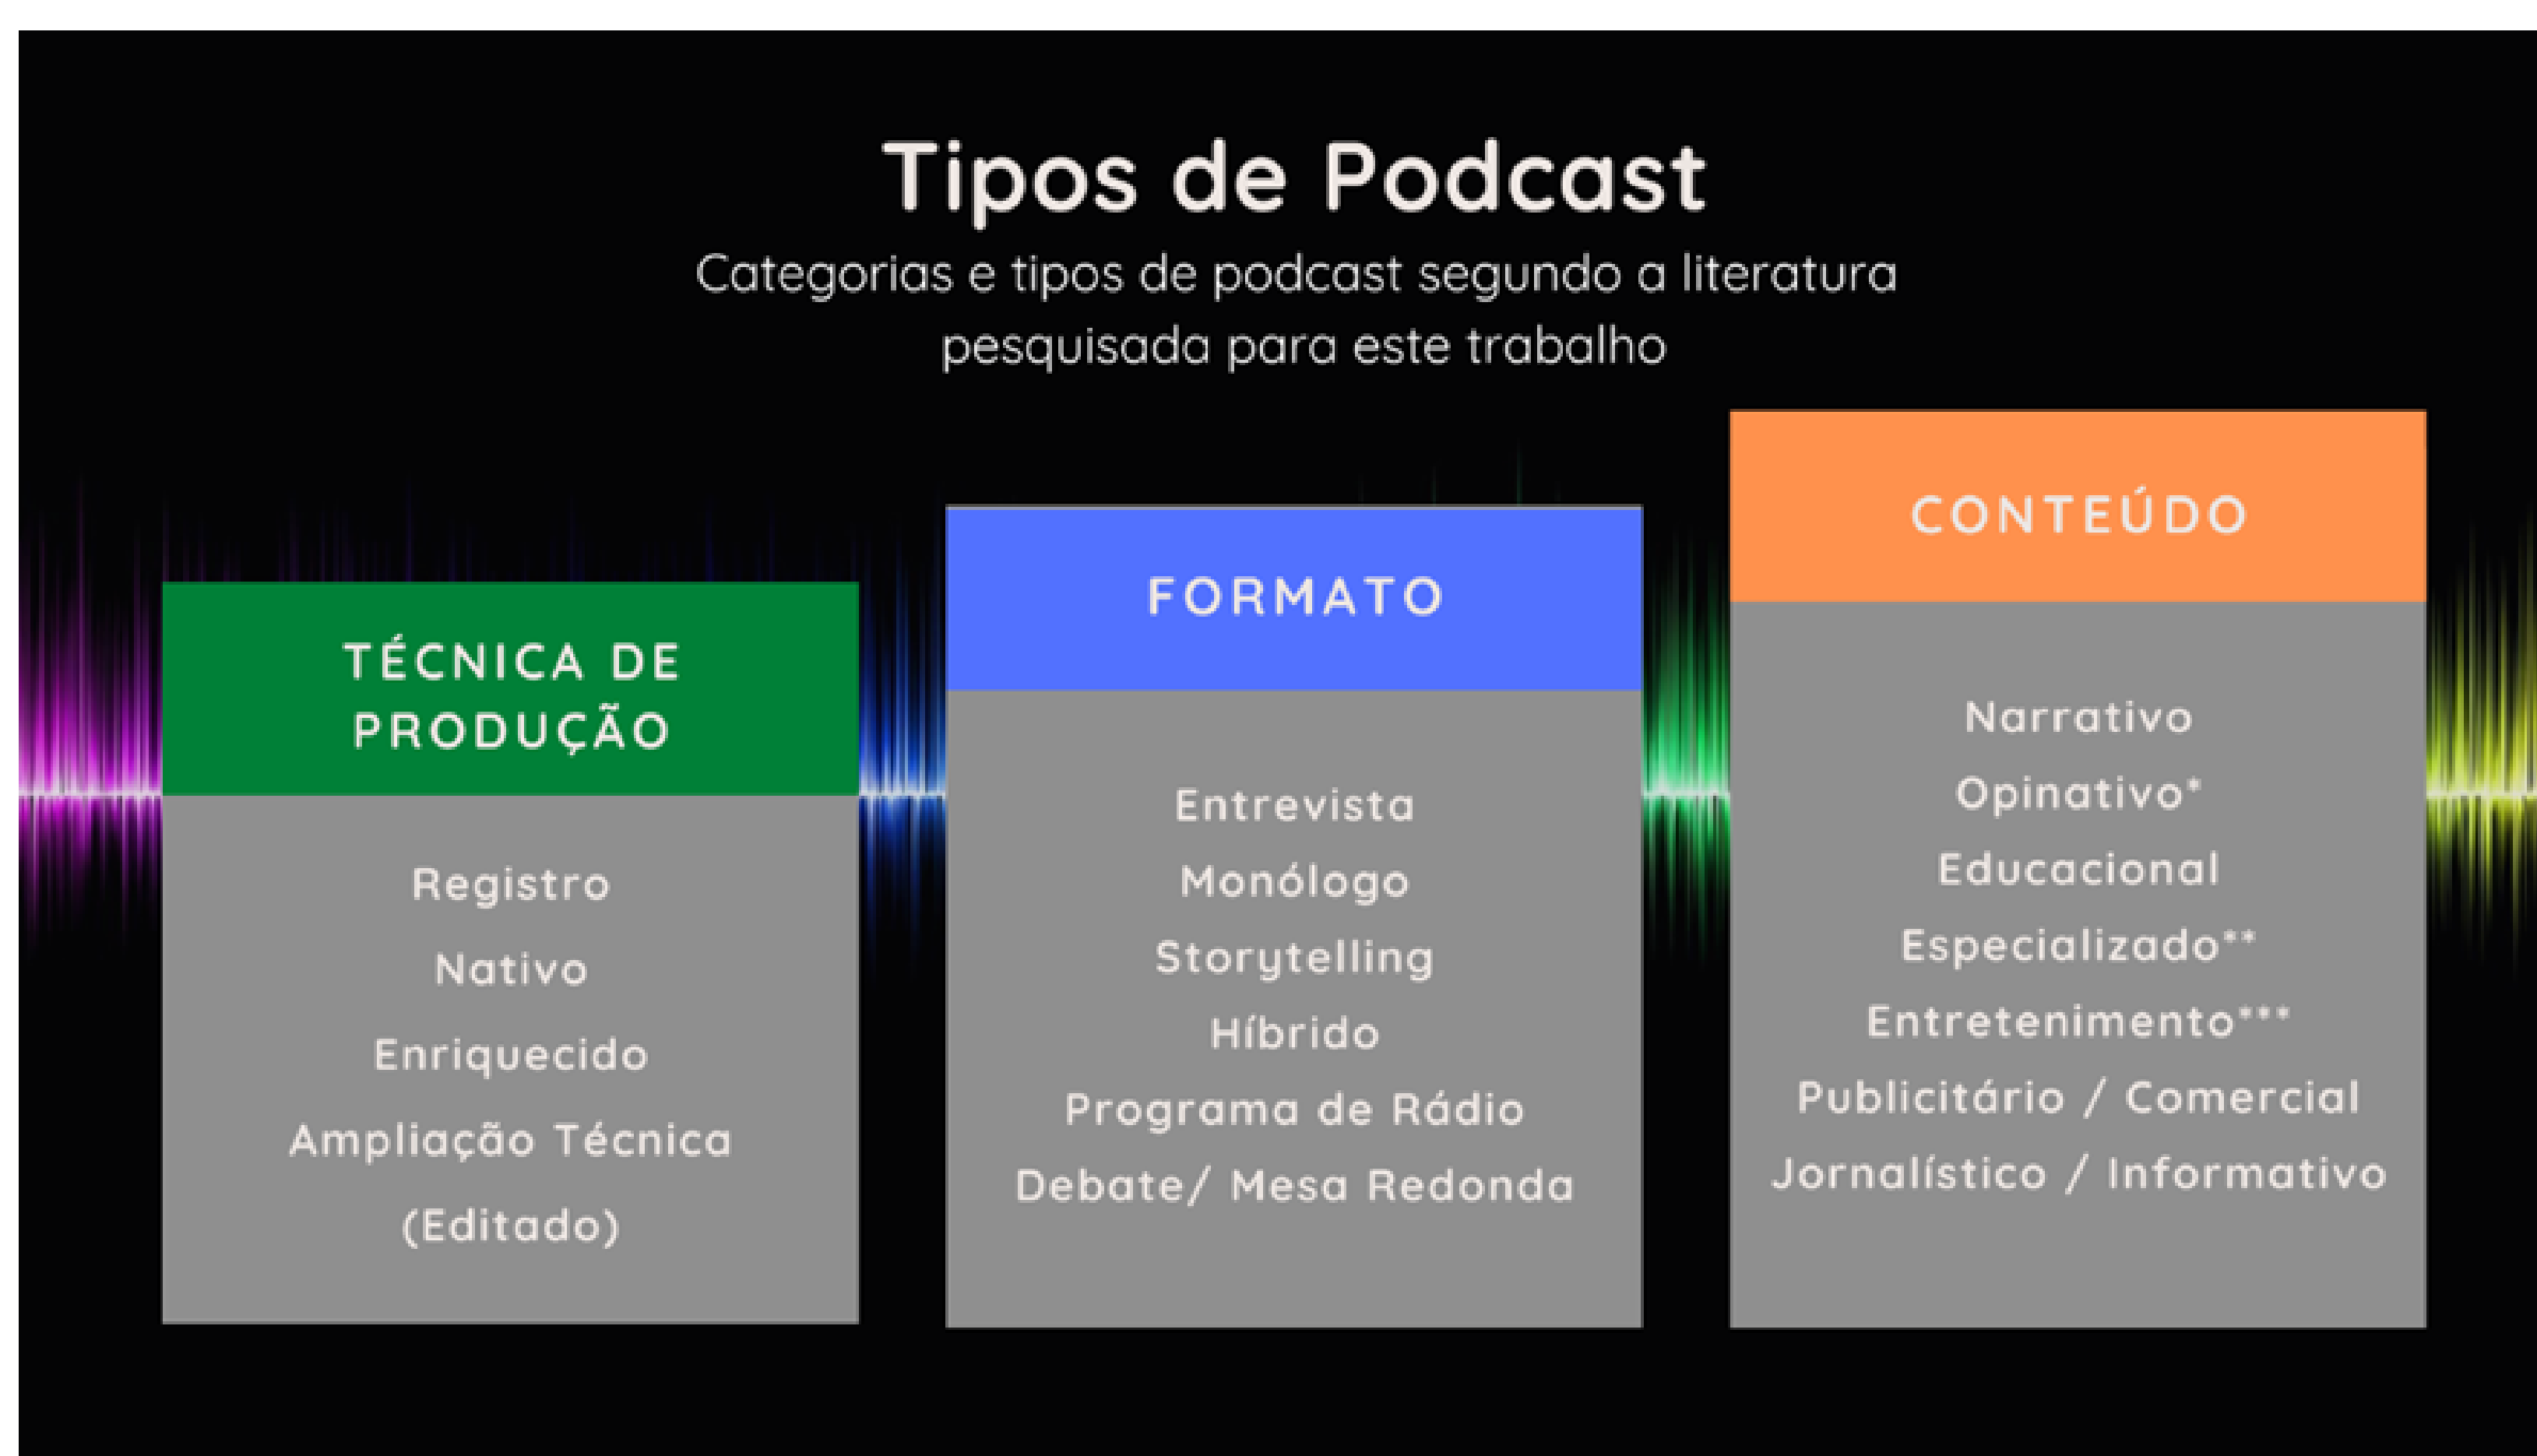 Tipos de Podcast
Categorias e tipos de podcast segundo a literatura
pesquisada para este trabalho
TÉCNICA DE
PRODUÇÃO
Registro
Nativo
Enriquecido
Ampliação Técnica
(Editado)
FORMATO
Entrevista
Monólogo
Storytelling
Híbrido
Programa de Rádio
Debate/ Mesa Redonda
CONTEÚDO
Narrativo
Opinativo*
Educacional
Especializado**
Entretenimento***
Publicitário / Comercial
Jornalístico / Informativo